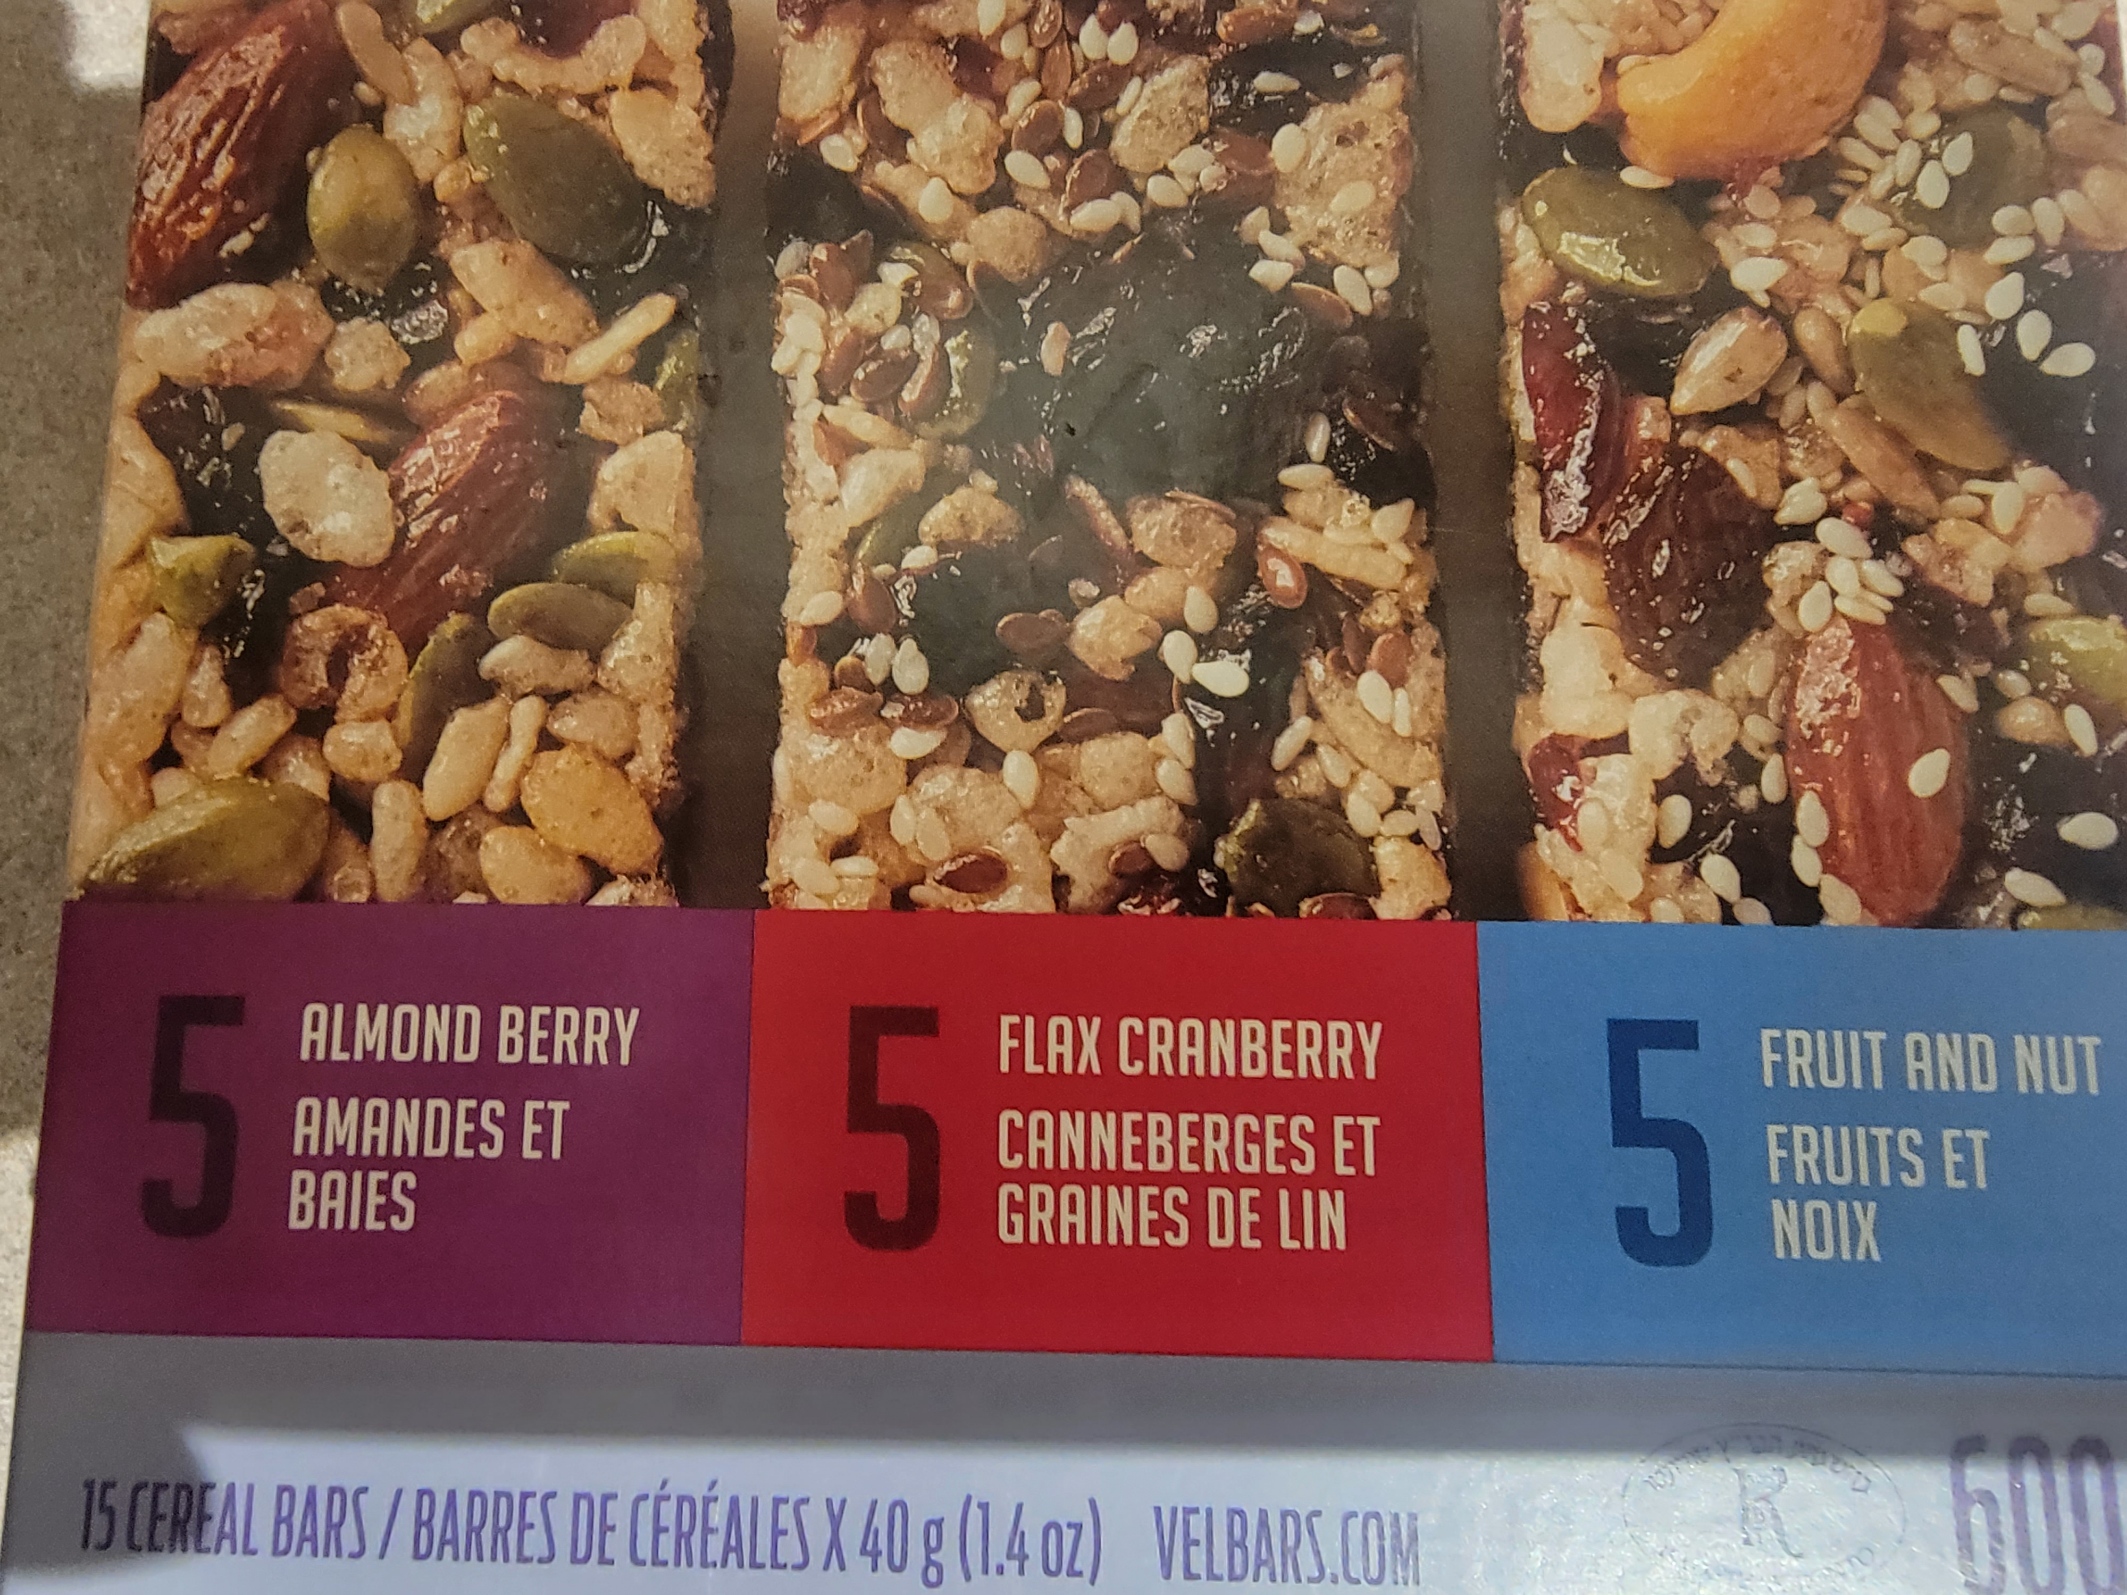 5
ALMOND BERRY
AMANDES ET
BAIES
5
FLAX CRANBERRY
CANNEBERGES ET
GRAINES DE LIN
5
FRUIT AND NUT
FRUITS ET
NOIX
15 CEREAL BARS / BARRES DE CÉRÉALES X 40 g (1.4 oz) VELBARS.COM
R
600